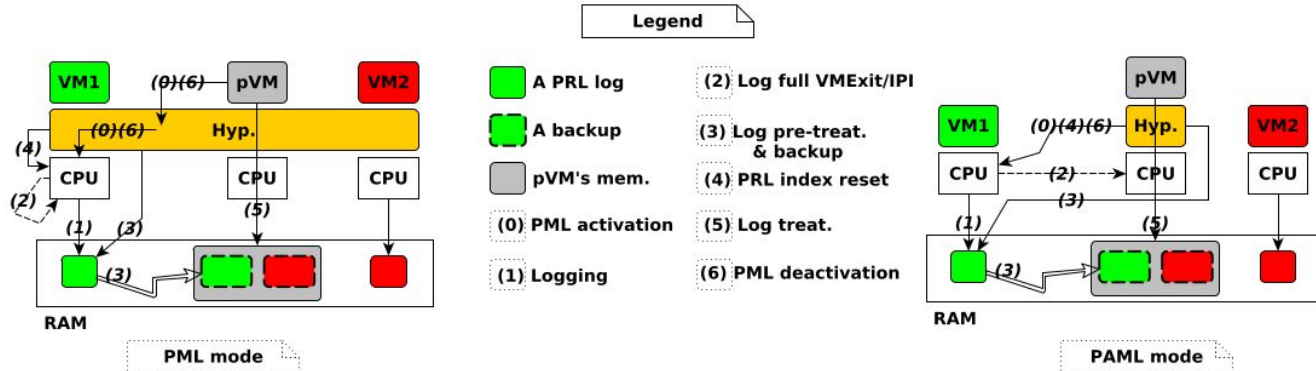 Legend
VM1
(0)(6)
pVM
VM2
(0)(6)
Hyp.
(4)
CPU
CPU
CPU
(2)
(1)
(3)
(5)
(3)
RAM
PML mode
A PRL log
A backup
pVM's mem.
(0) PML activation
(1) Logging
(2) Log full VMExit/IPI
(3) Log pre-treat.
& backup
(4) PRL index reset
(5) Log treat.
(6) PML deactivation
pVM
VM1
(0)(4)(6)
Hyp.
VM2
CPU
(2)
CPU
CPU
(3)
(1)
(5)
(3)
RAM
PAML mode